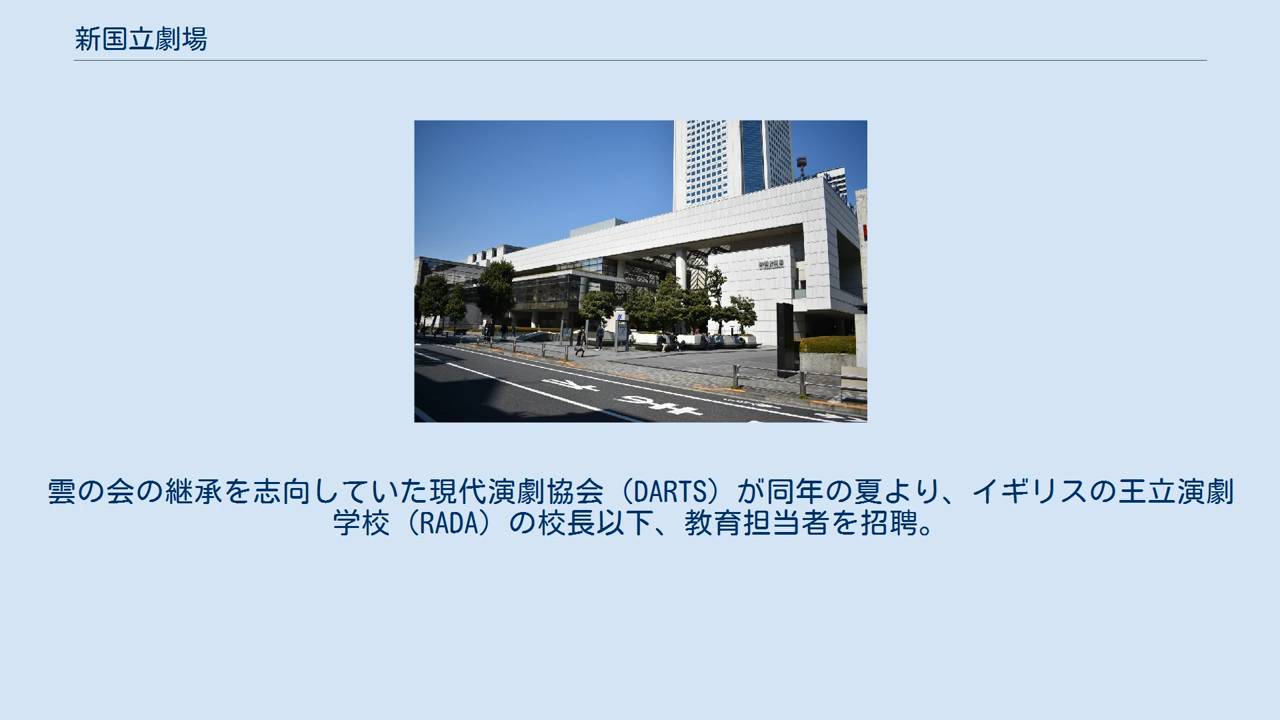 新国立劇場
雲の会の継承を志向していた現代演劇協会（DARTS）が同年の夏より、イギリスの王立演劇
学校（RADA）の校長以下、教育担当者を招聘。